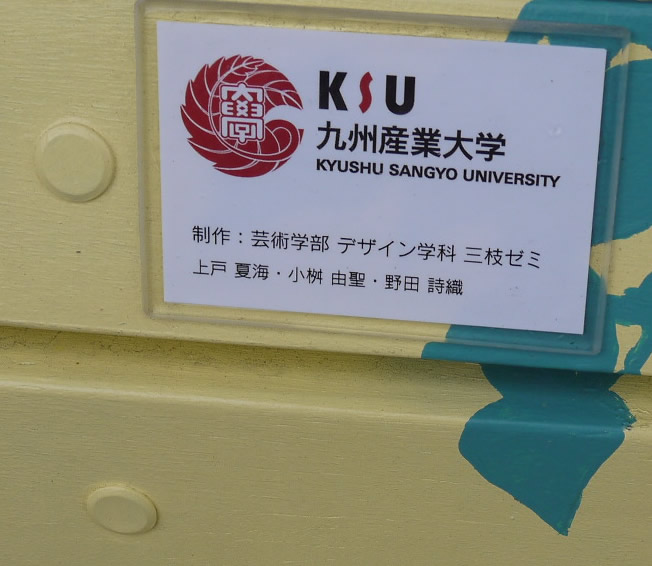 KSU
九州産業大学
KYUSHU SANGYO UNIVERSITY
制作：芸術学部 デザイン学科 三枝ゼミ
上戸 夏海・小桝 由聖・野田 詩織